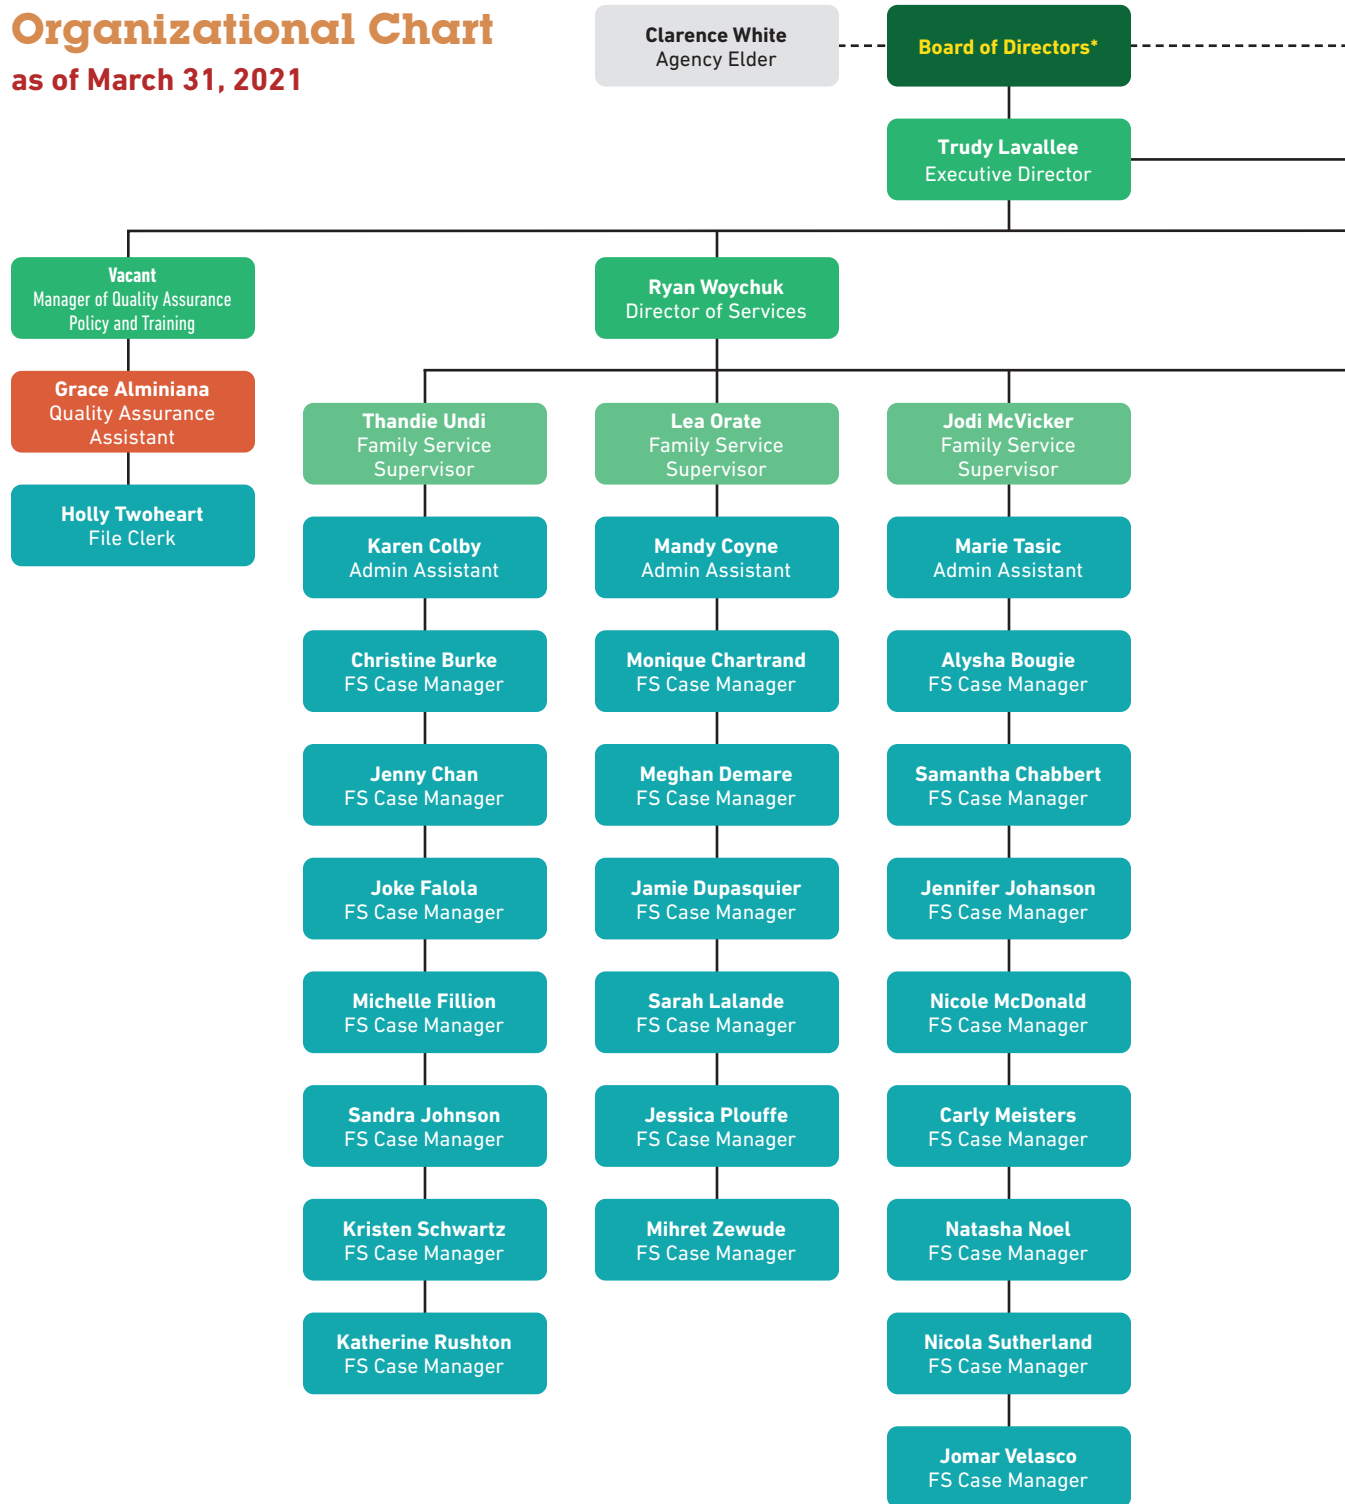 Organizational Chart
as of March 31, 2021
Clarence White
Agency Elder
Board of Directors*
Trudy Lavallee
Executive Director
Vacant
Manager of Quality Assurance
Policy and Training
Grace Alminiana
Quality Assurance
Assistant
Holly Twoheart
File Clerk
Ryan Woychuk
Director of Services
Thandie Undi
Family Service
Supervisor
Karen Colby
Admin Assistant
Christine Burke
FS Case Manager
Jenny Chan
FS Case Manager
Joke Falola
FS Case Manager
Michelle Fillion
FS Case Manager
Sandra Johnson
FS Case Manager
Kristen Schwartz
FS Case Manager
Katherine Rushton
FS Case Manager
Lea Orate
Family Service
Supervisor
Mandy Coyne
Admin Assistant
Monique Chartrand
FS Case Manager
Meghan Demare
FS Case Manager
Jamie Dupasquier
FS Case Manager
Sarah Lalande
FS Case Manager
Jessica Plouffe
FS Case Manager
Mihret Zewude
FS Case Manager
Jodi McVicker
Family Service
Supervisor
Marie Tasic
Admin Assistant
Alysha Bougie
FS Case Manager
Samantha Chabbert
FS Case Manager
Jennifer Johanson
FS Case Manager
Nicole McDonald
FS Case Manager
Carly Meisters
FS Case Manager
Natasha Noel
FS Case Manager
Nicola Sutherland
FS Case Manager
Jomar Velasco
FS Case Manager